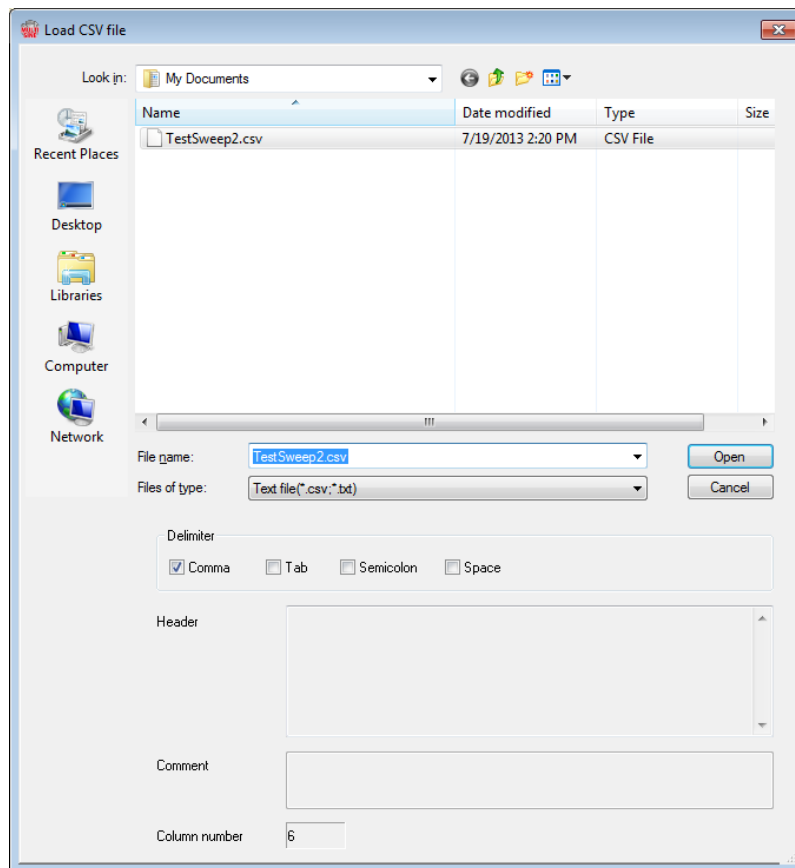 Load CSV file
Look in: My Documents
Name Date modified Type Size
TestSweep2.csv 7/19/2013 2:20 PM CSV File
Recent Places
Desktop
Libraries
Computer
Network
File name: TestSweep2.csv Open
Files of type: Text file(*.csv;*.txt) Cancel
Delimiter
Comma Tab Semicolon Space
Header
Comment
Column number 6